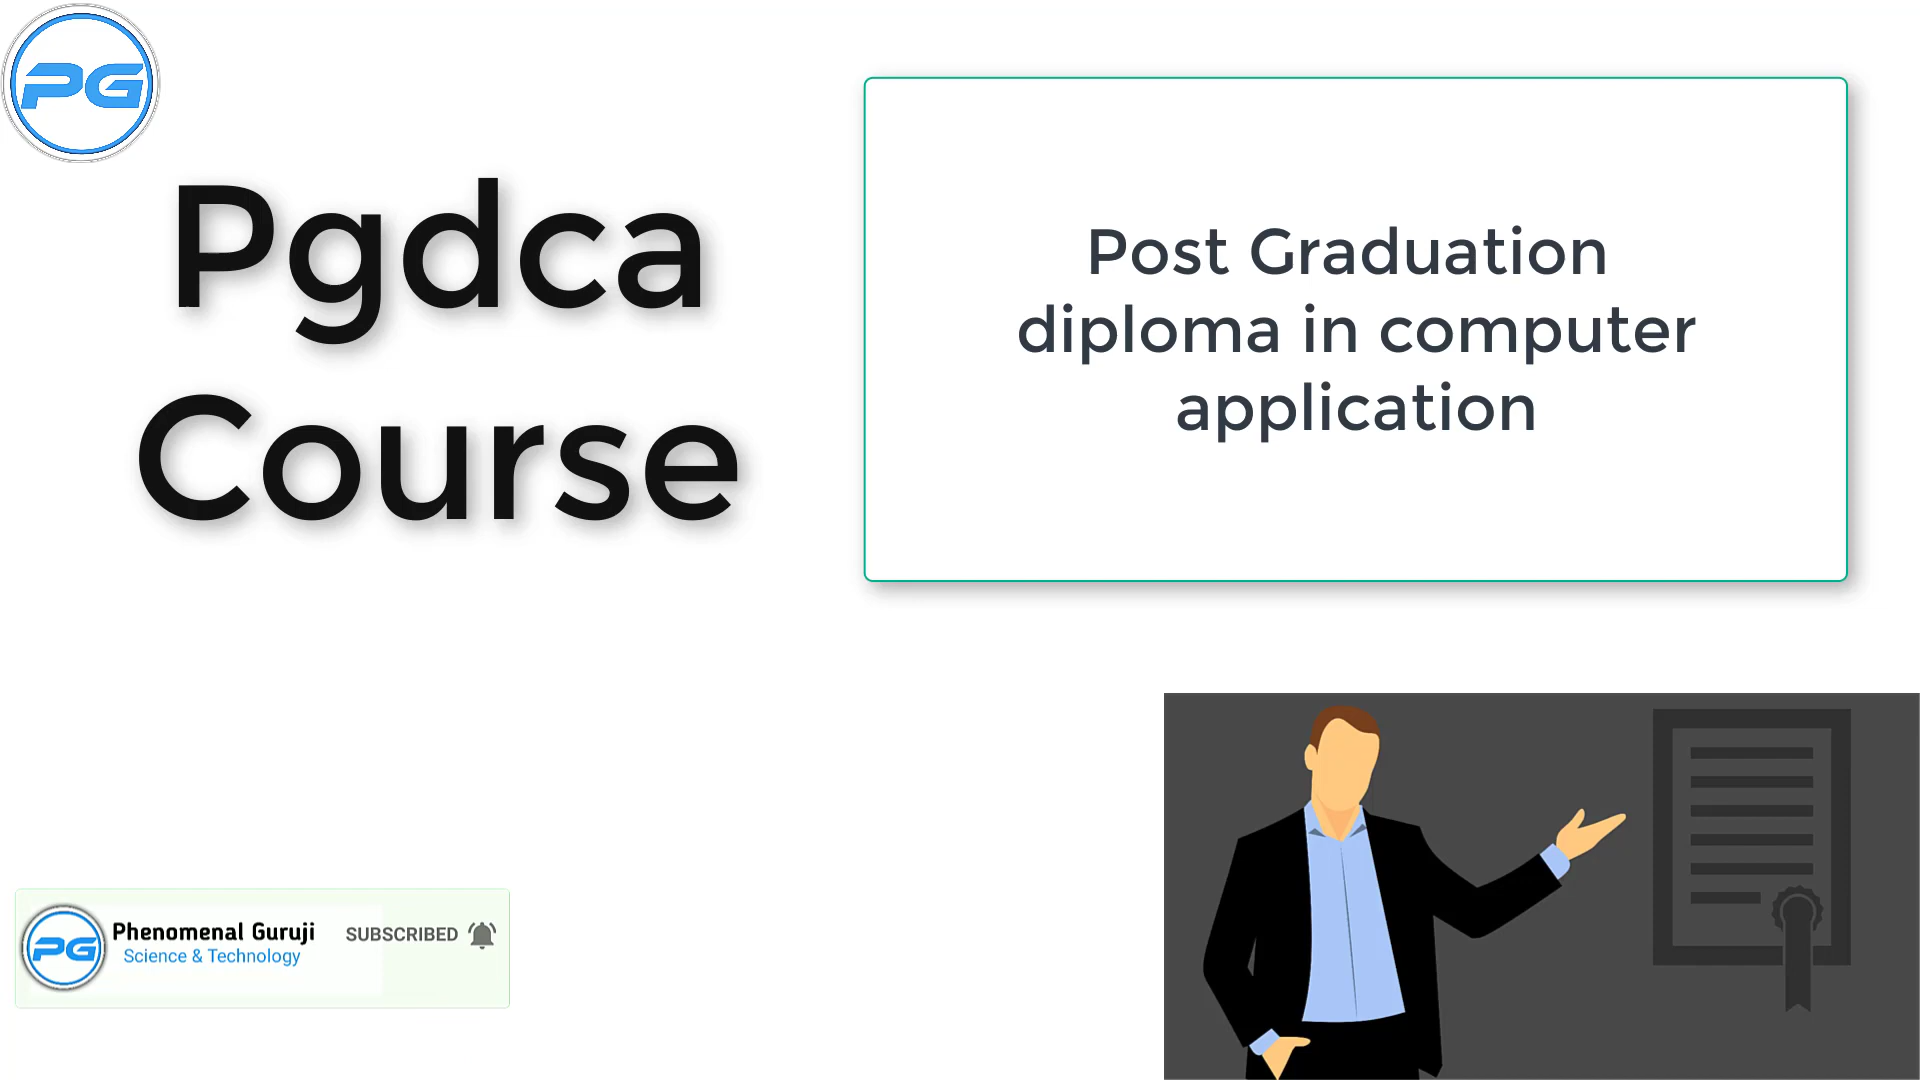 PG
Pgdca
Course
Post Graduation
diploma in computer
application
PG
Phenomenal Guruji
Science & Technology
SUBSCRIBED